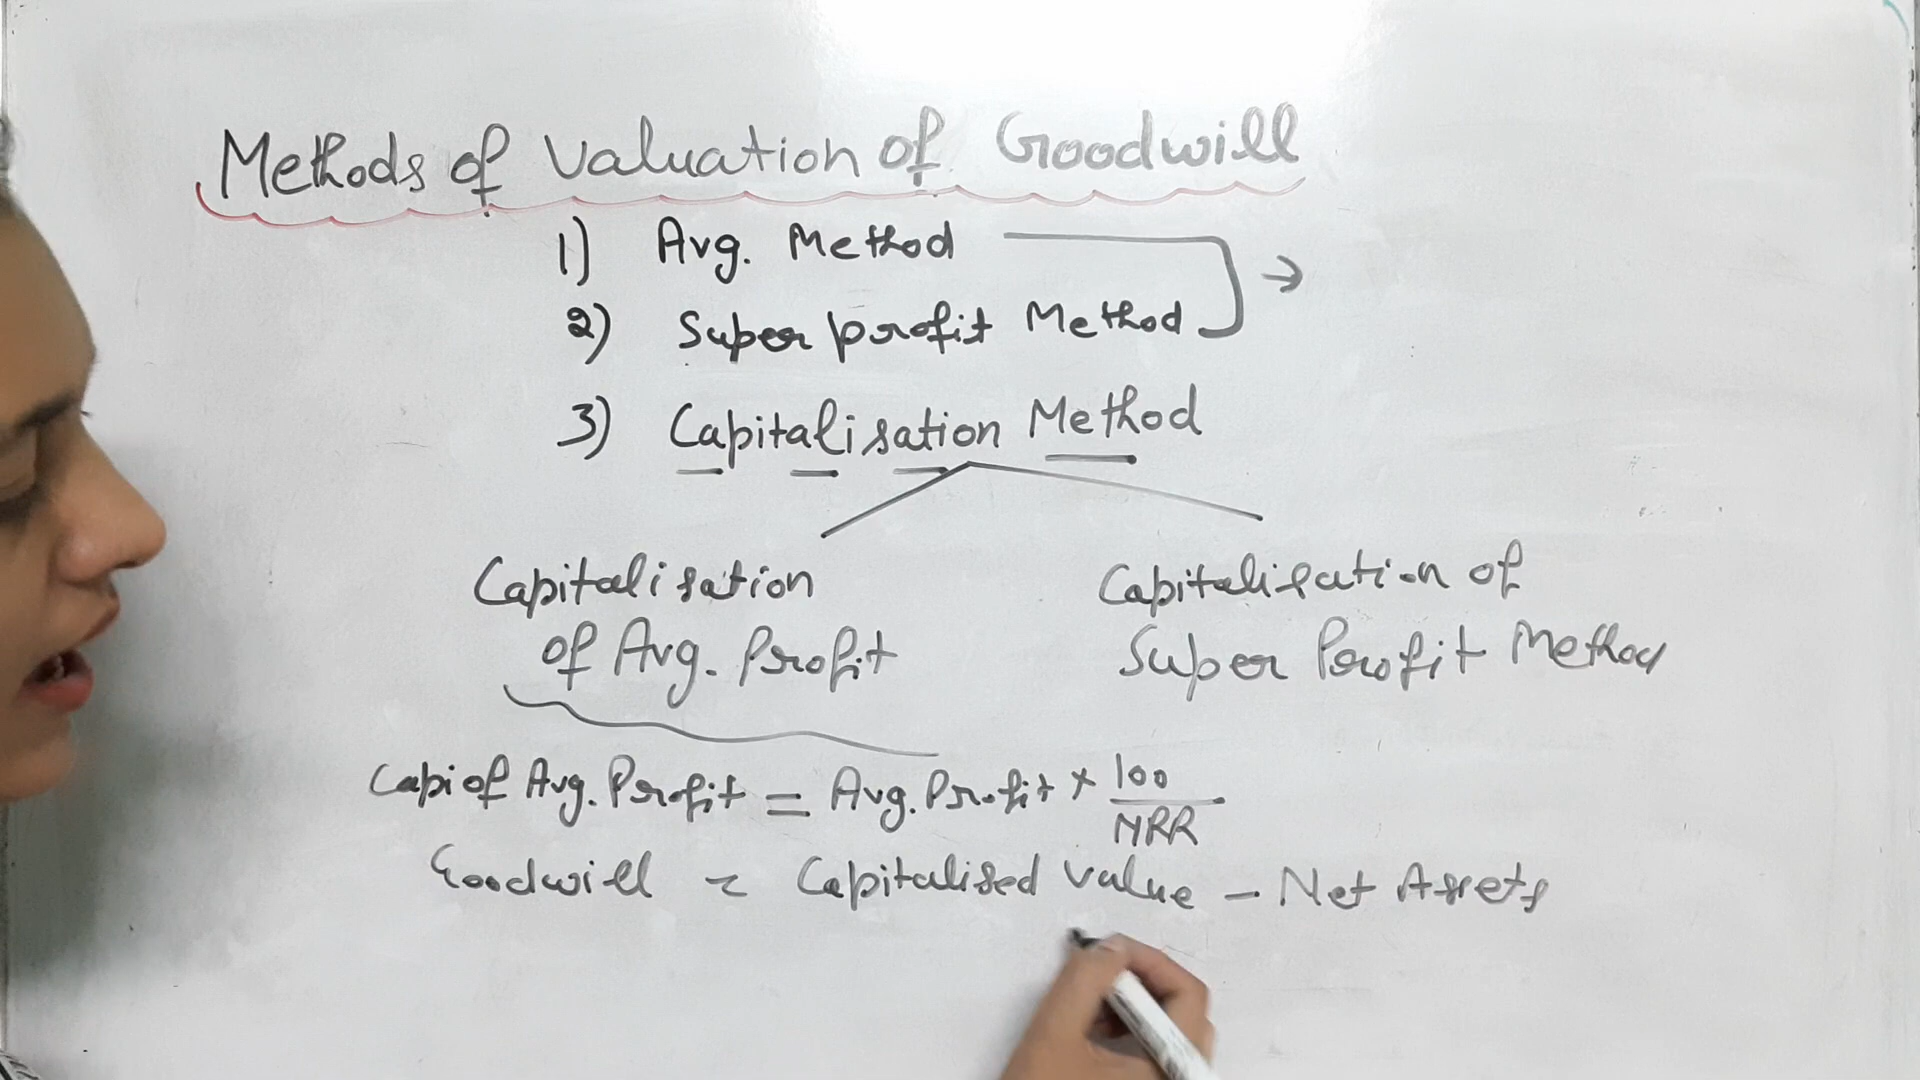 Methods of Valuation of Goodwill
1) Avg. Method
→
2) Super profit Method
3) Capitalisation Method
Capitalisation
of Avg. Profit
Capitalisation of
Super Profit Method
Capi of Avg. Profit = Avg. Profit × 100/NRR
Goodwill = Capitalised value - Net Assets